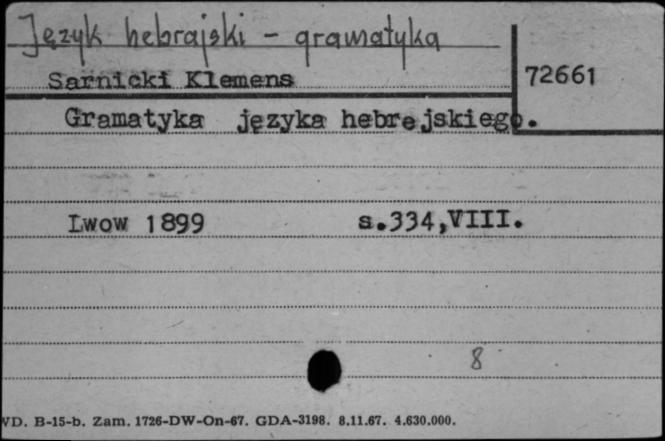 Język hebrajski - gramatyka
Sarnicki Klemens
72661
Gramatyka języka hebrejskiego.
Lwow 1899 s.334,VIII.
8
WD. B-15-b. Zam. 1726-DW-On-67. GDA-3198. 8.11.67. 4.630.000.